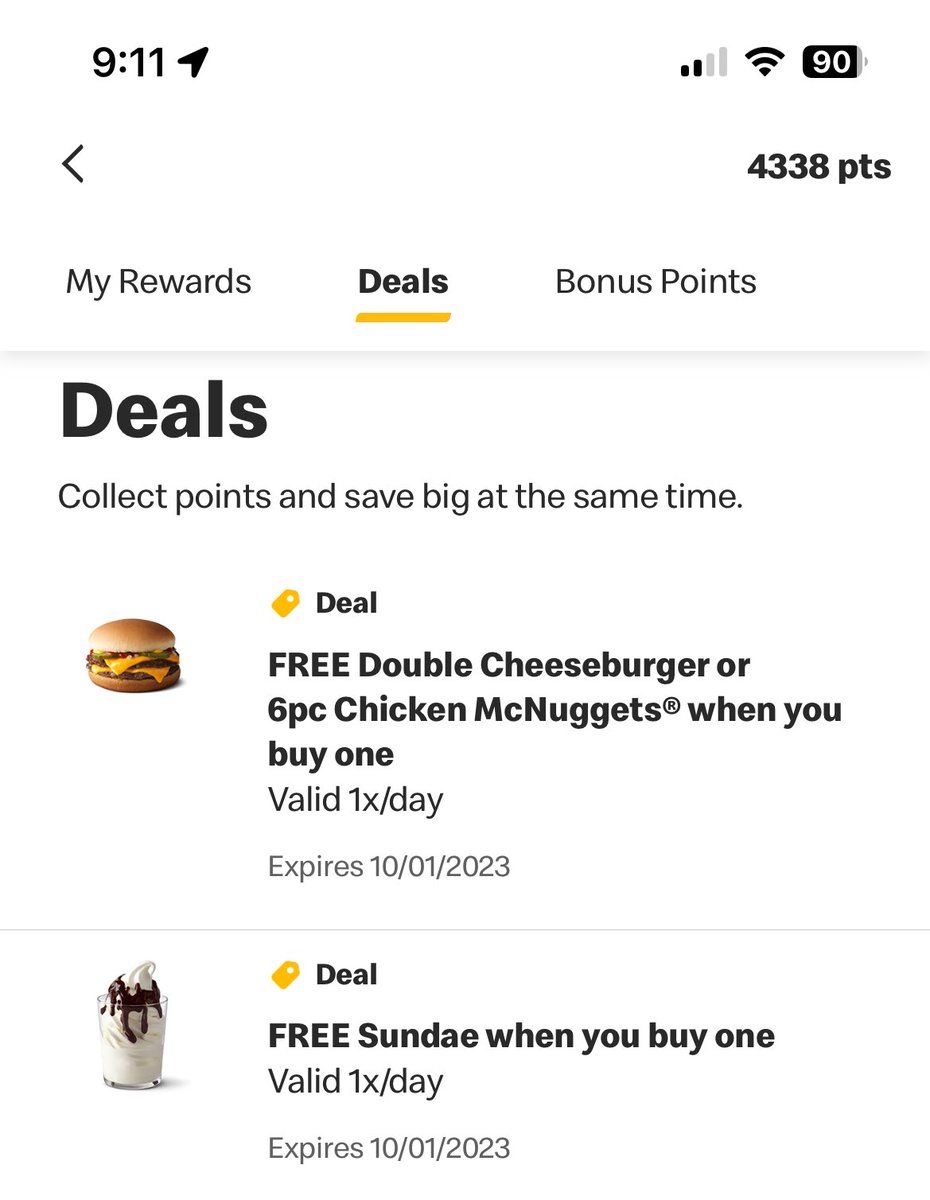 9:11
90
4338 pts
My Rewards
Deals
Bonus Points
Deals
Collect points and save big at the same time.
Deal
FREE Double Cheeseburger or
6pc Chicken McNuggets® when you
buy one
Valid 1x/day
Expires 10/01/2023
Deal
FREE Sundae when you buy one
Valid 1x/day
Expires 10/01/2023